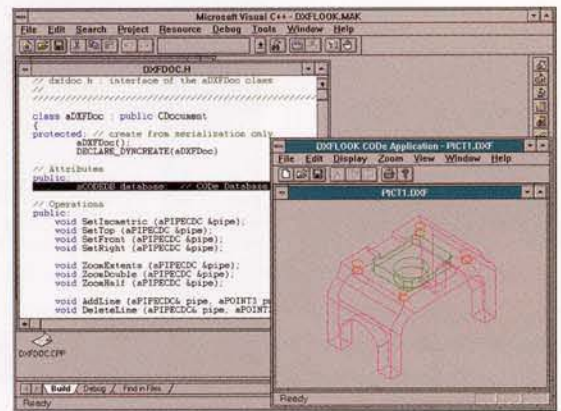 Microsoft Visual C++ - DXFLOOK.MAK
File Edit Search Project Resource Debug Tools Window Help
DXFDOC.H
// dxfdoc.h : interface of the aDXFDoc class
//
class aDXFDoc : public CDocument
{
protected: // create from serialization only
aDXFDoc();
DECLARE_DYNCREATE(aDXFDoc)
// Attributes
public:
aCODEDB database; // CODe Database
// Operations
public:
void SetIsometric (aPIPECDC &pipe);
void SetTop (aPIPECDC &pipe);
void SetFront (aPIPECDC &pipe);
void SetRight (aPIPECDC &pipe);
void ZoomExtents (aPIPECDC &pipe);
void ZoomDouble (aPIPECDC &pipe);
void ZoomHalf (aPIPECDC &pipe);
void AddLine (aPIPECDC& pipe, aPOINT3
void DeleteLine (aPIPECDC& pipe, aPOINT
DXFDOC.CPP
Build / Debug / Find in Files /
Ready
DXFLOOK CODe Application - PICT1.DXF
File Edit Display Zoom View Window Help
PICT1.DXF
Ready